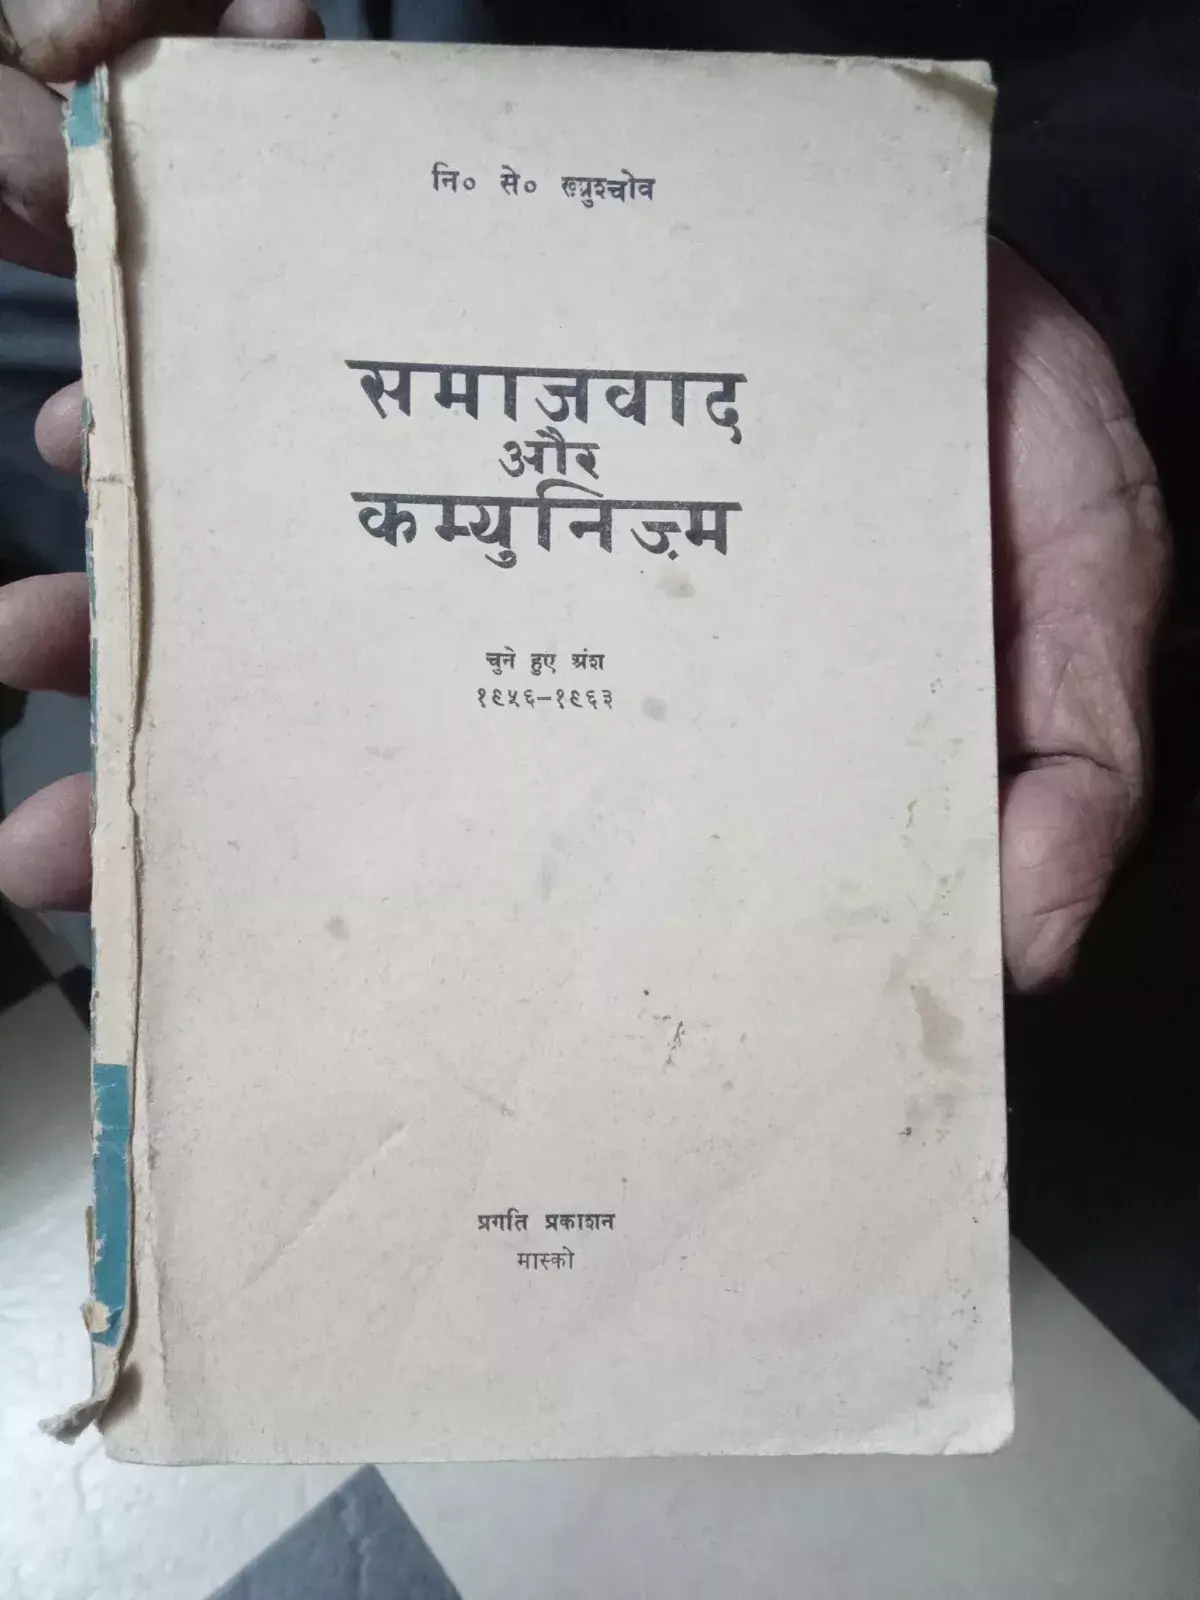 नि० से० ख्रुश्चोव
समाजवाद
और
कम्युनिज़्म
चुने हुए अंश
१९५६–१९६३
प्रगति प्रकाशन
मास्को